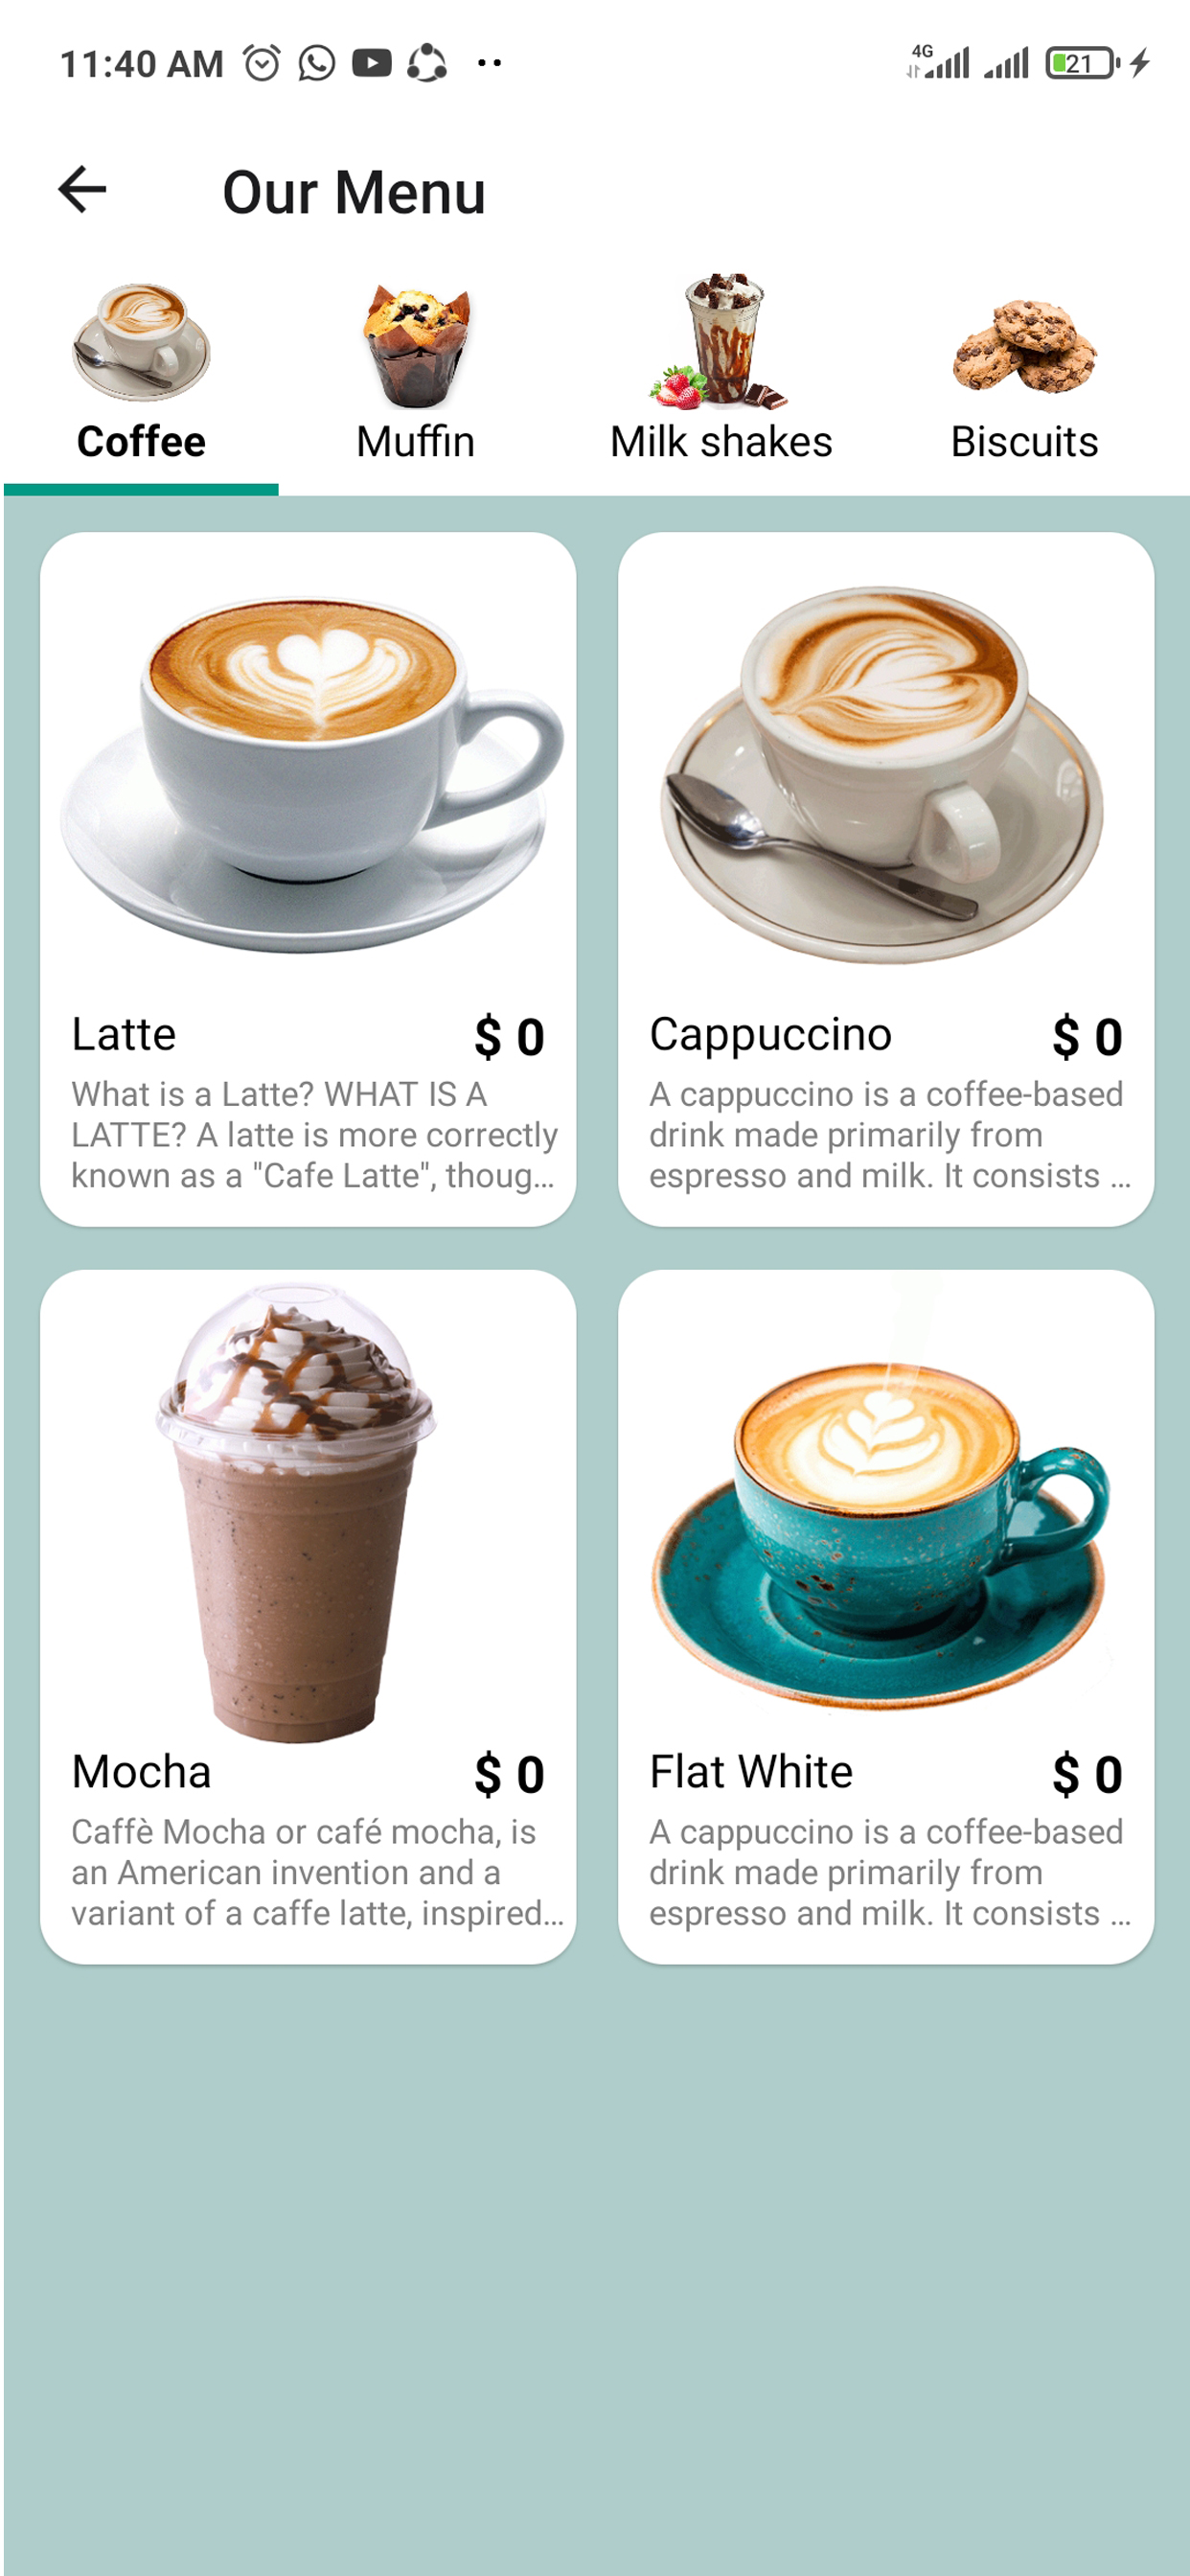 11:40 AM
4G
21
Our Menu
Coffee
Muffin
Milk shakes
Biscuits
Latte
$ 0
What is a Latte? WHAT IS A
LATTE? A latte is more correctly
known as a "Cafe Latte", thoug...
Cappuccino
$ 0
A cappuccino is a coffee-based
drink made primarily from
espresso and milk. It consists ...
Mocha
$ 0
Caffè Mocha or café mocha, is
an American invention and a
variant of a caffe latte, inspired...
Flat White
$ 0
A cappuccino is a coffee-based
drink made primarily from
espresso and milk. It consists ...